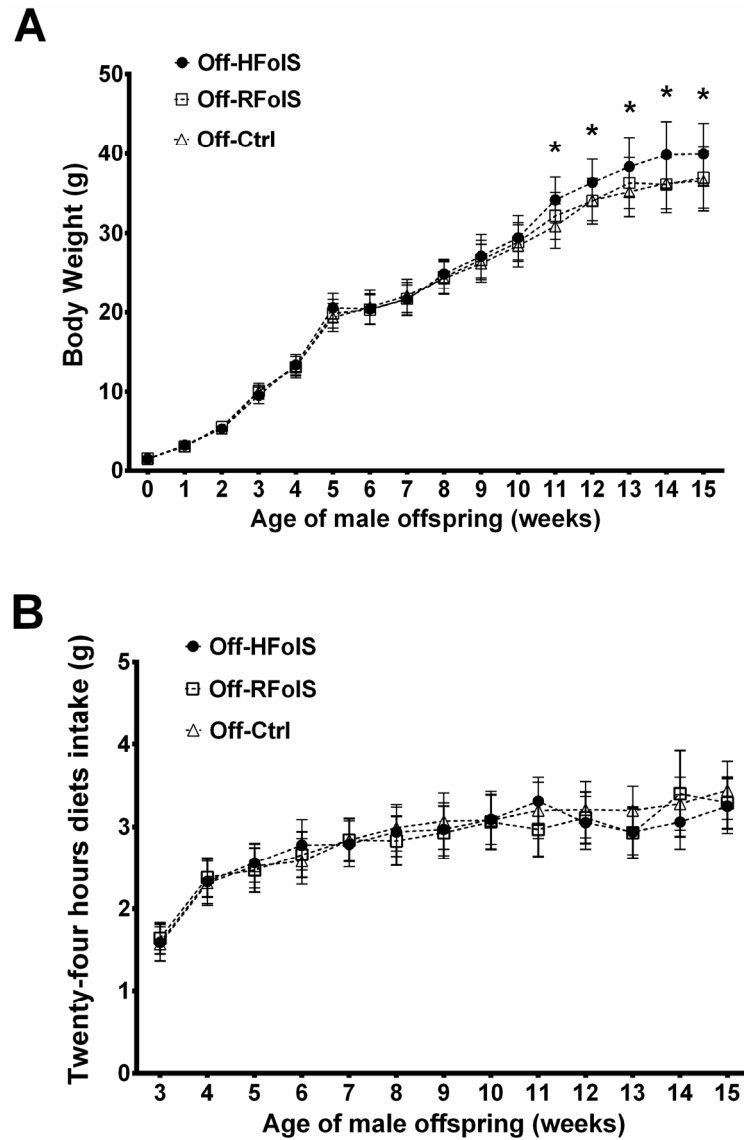 A
Off-HFolS
Off-RFolS
Off-Ctrl
Body Weight (g)
50
40
30
20
10
0
* * * * *
0 1 2 3 4 5 6 7 8 9 10 11 12 13 14 15
Age of male offspring (weeks)
B
Off-HFolS
Off-RFolS
Off-Ctrl
Twenty-four hours diets intake (g)
5
4
3
2
1
0
3 4 5 6 7 8 9 10 11 12 13 14 15
Age of male offspring (weeks)